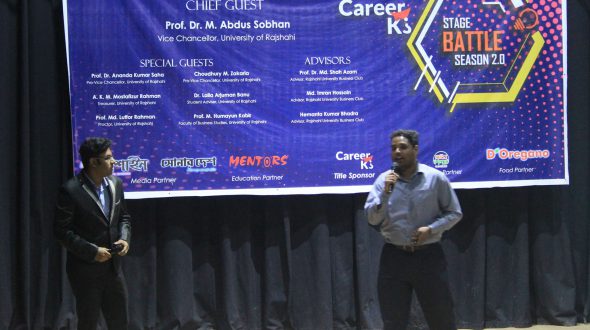 CHIEF GUEST
Prof. Dr. M. Abdus Sobhan
Vice Chancellor, University of Rajshahi
SPECIAL GUESTS
ADVISORS
Prof. Dr. Ananda Kumar Saha
Pro-Vice Chancellor, University of Rajshahi
Choudhury M. Zakaria
Pro-Vice Chancellor, University of Rajshahi
Prof. Dr. Md. Shah Azam
Advisor, Rajshahi University Business Club
A. K. M. Mostafizur Rahman
Treasurer, University of Rajshahi
Dr. Laila Arjuman Banu
Student Adviser, University of Rajshahi
Md. Imran Hossain
Advisor, Rajshahi University Business Club
Prof. Md. Lutfor Rahman
Proctor, University of Rajshahi
Prof. M. Humayun Kabir
Faculty of Business Studies, University of Rajshahi
Hemanta Kumar Bhadra
Advisor, Rajshahi University Business Club
Career
Ks
STAGE
BATTLE
SEASON 2.0
সোনার দেশ
Media Partner
MENTORS'
Education Partner
Career
Ks
Title Sponsor
Partner
D'Oregano
Food Partner